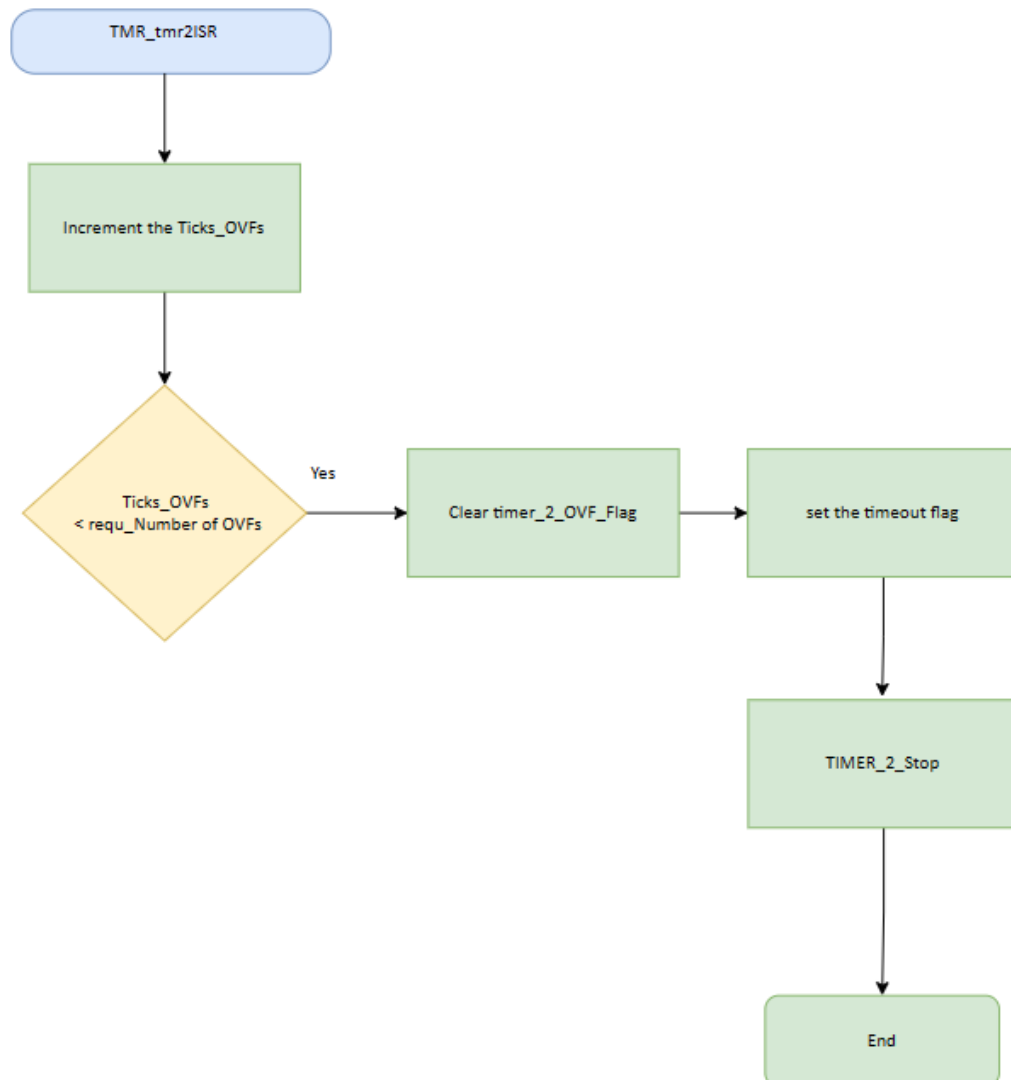 TMR_tmr2ISR
Increment the Ticks_OVFs
Ticks_OVFs
< requ_Number of OVFs
Yes
Clear timer_2_OVF_Flag
set the timeout flag
TIMER_2_Stop
End